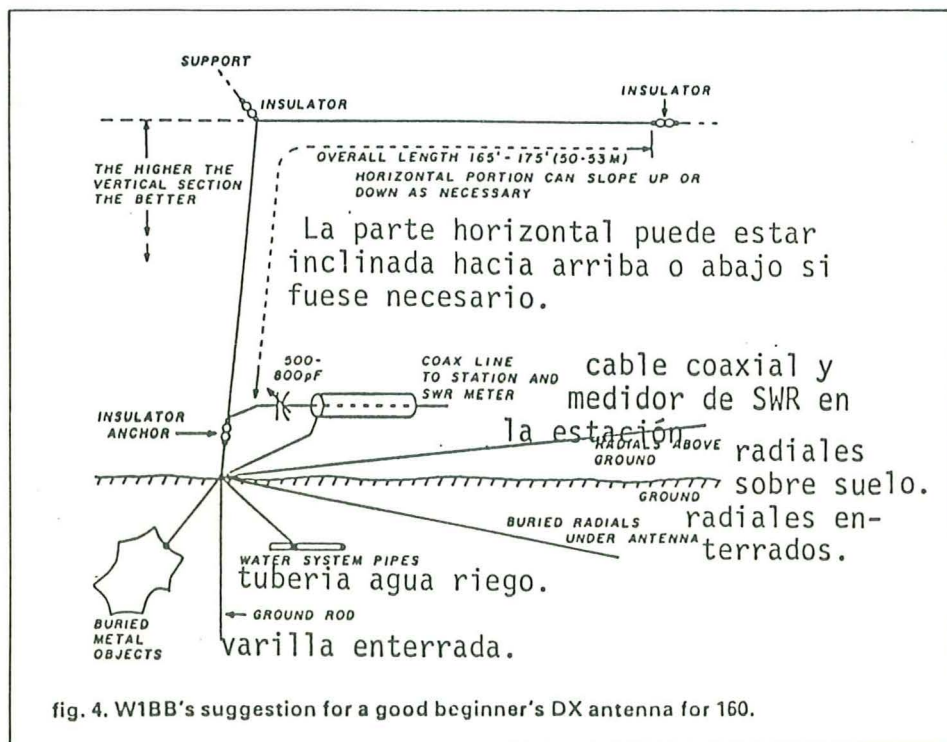 SUPPORT
INSULATOR
INSULATOR
OVERALL LENGTH 165'-175' (50-53M)
HORIZONTAL PORTION CAN SLOPE UP OR
DOWN AS NECESSARY
THE HIGHER THE
VERTICAL SECTION
THE BETTER
La parte horizontal puede estar
inclinada hacia arriba o abajo si
fuese necesario.
500-
800pF
COAX LINE
TO STATION AND
SWR METER
cable coaxial y
medidor de SWR en
la estación
INSULATOR
ANCHOR
RADIALS ABOVE
GROUND
radiales
sobre suelo.
GROUND
BURIED RADIALS
UNDER ANTENNA
radiales en-
terrados.
WATER SYSTEM PIPES
tuberia agua riego.
GROUND ROD
varilla enterrada.
BURIED
METAL
OBJECTS
fig. 4. W1BB's suggestion for a good beginner's DX antenna for 160.